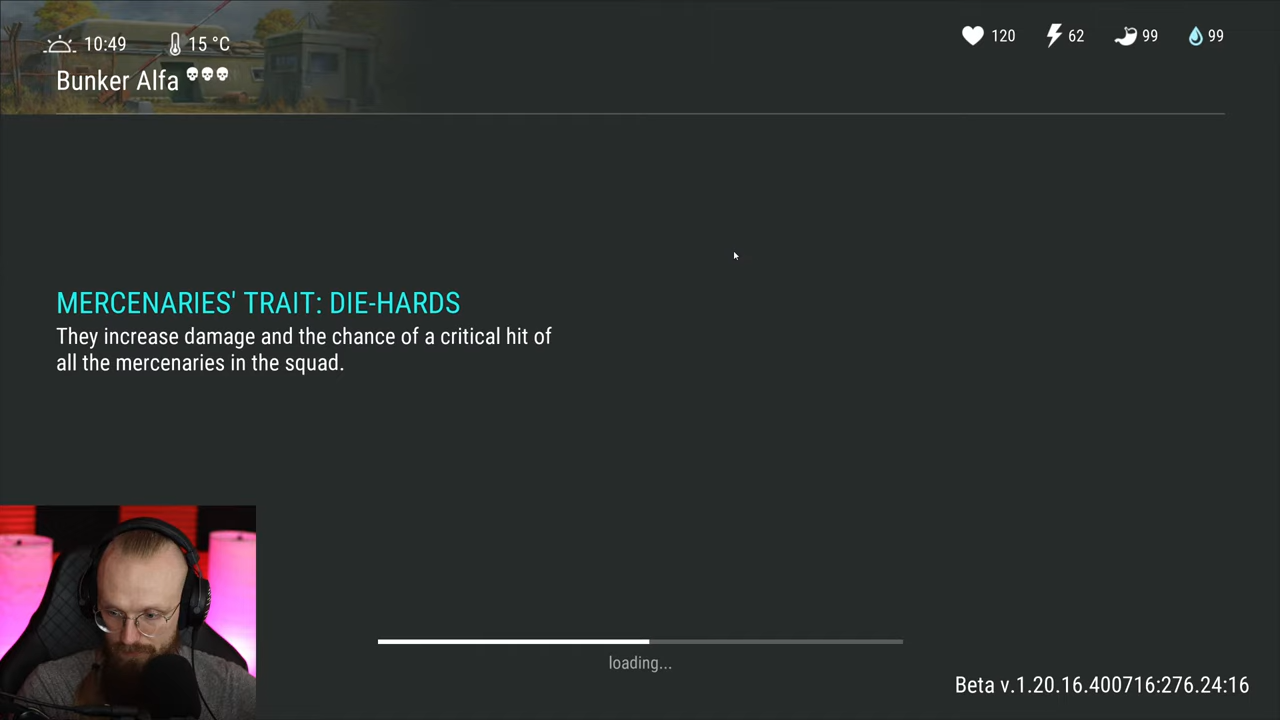 10:49 15 °C 120 62 99 99
Bunker Alfa
MERCENARIES' TRAIT: DIE-HARDS
They increase damage and the chance of a critical hit of
all the mercenaries in the squad.
loading...
Beta v.1.20.16.400716:276.24:16